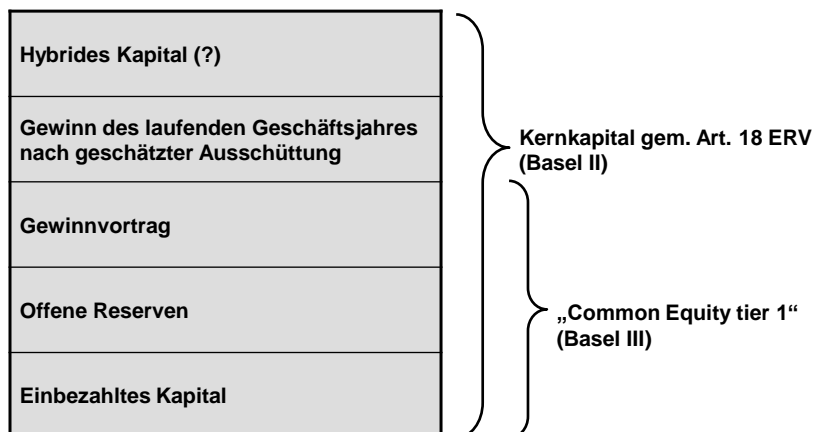 Hybrides Kapital (?)
Gewinn des laufenden Geschäftsjahres
nach geschätzter Ausschüttung
Kernkapital gem. Art. 18 ERV
(Basel II)
Gewinnvortrag
Offene Reserven
„Common Equity tier 1“
(Basel III)
Einbezahltes Kapital